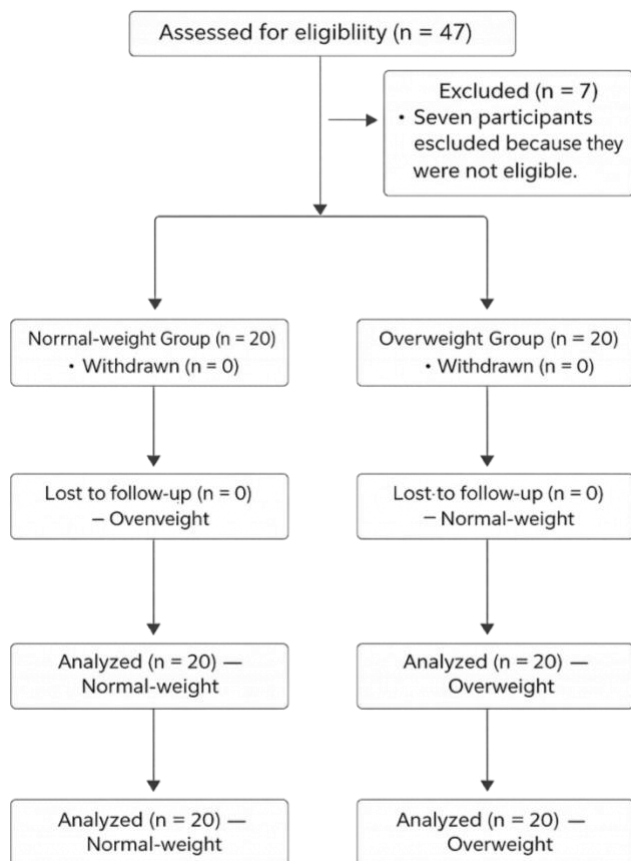 Assessed for eligibliity (n = 47)
Excluded (n = 7)
• Seven participants
escluded because they
were not eligible.
Norrnal-weight Group (n = 20)
• Withdrawn (n = 0)
Overweight Group (n = 20)
• Withdrawn (n = 0)
Lost to follow-up (n = 0)
– Ovenveight
Lost·to follow-up (n = 0)
– Normal-weight
Analyzed (n = 20) —
Normal-weight
Analyzed (n = 20) —
Overweight
Analyzed (n = 20) —
Normal-weight
Analyzed (n = 20) —
Overweight